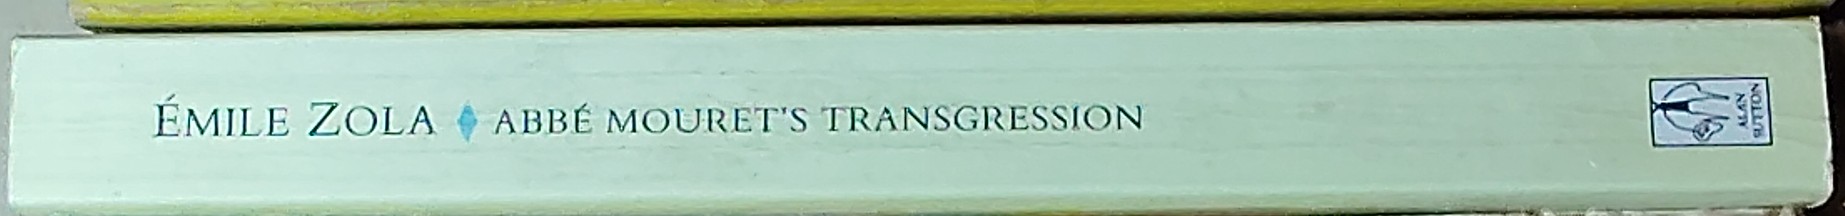 ÉMILE ZOLA ♦ ABBÉ MOURET'S TRANSGRESSION
ALAN
SUTTON